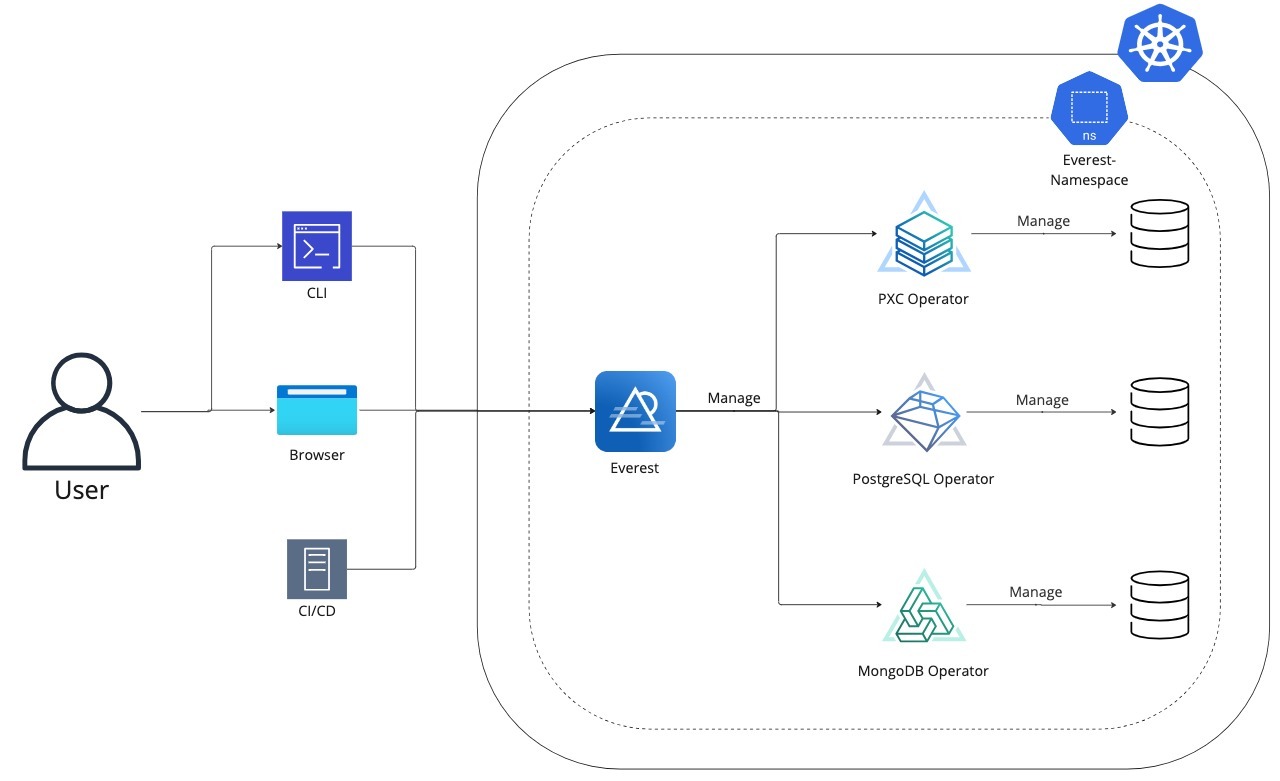 ns
Everest-
Namespace
CLI
Manage
PXC Operator
User
Browser
Everest
Manage
Manage
PostgreSQL Operator
CI/CD
Manage
MongoDB Operator